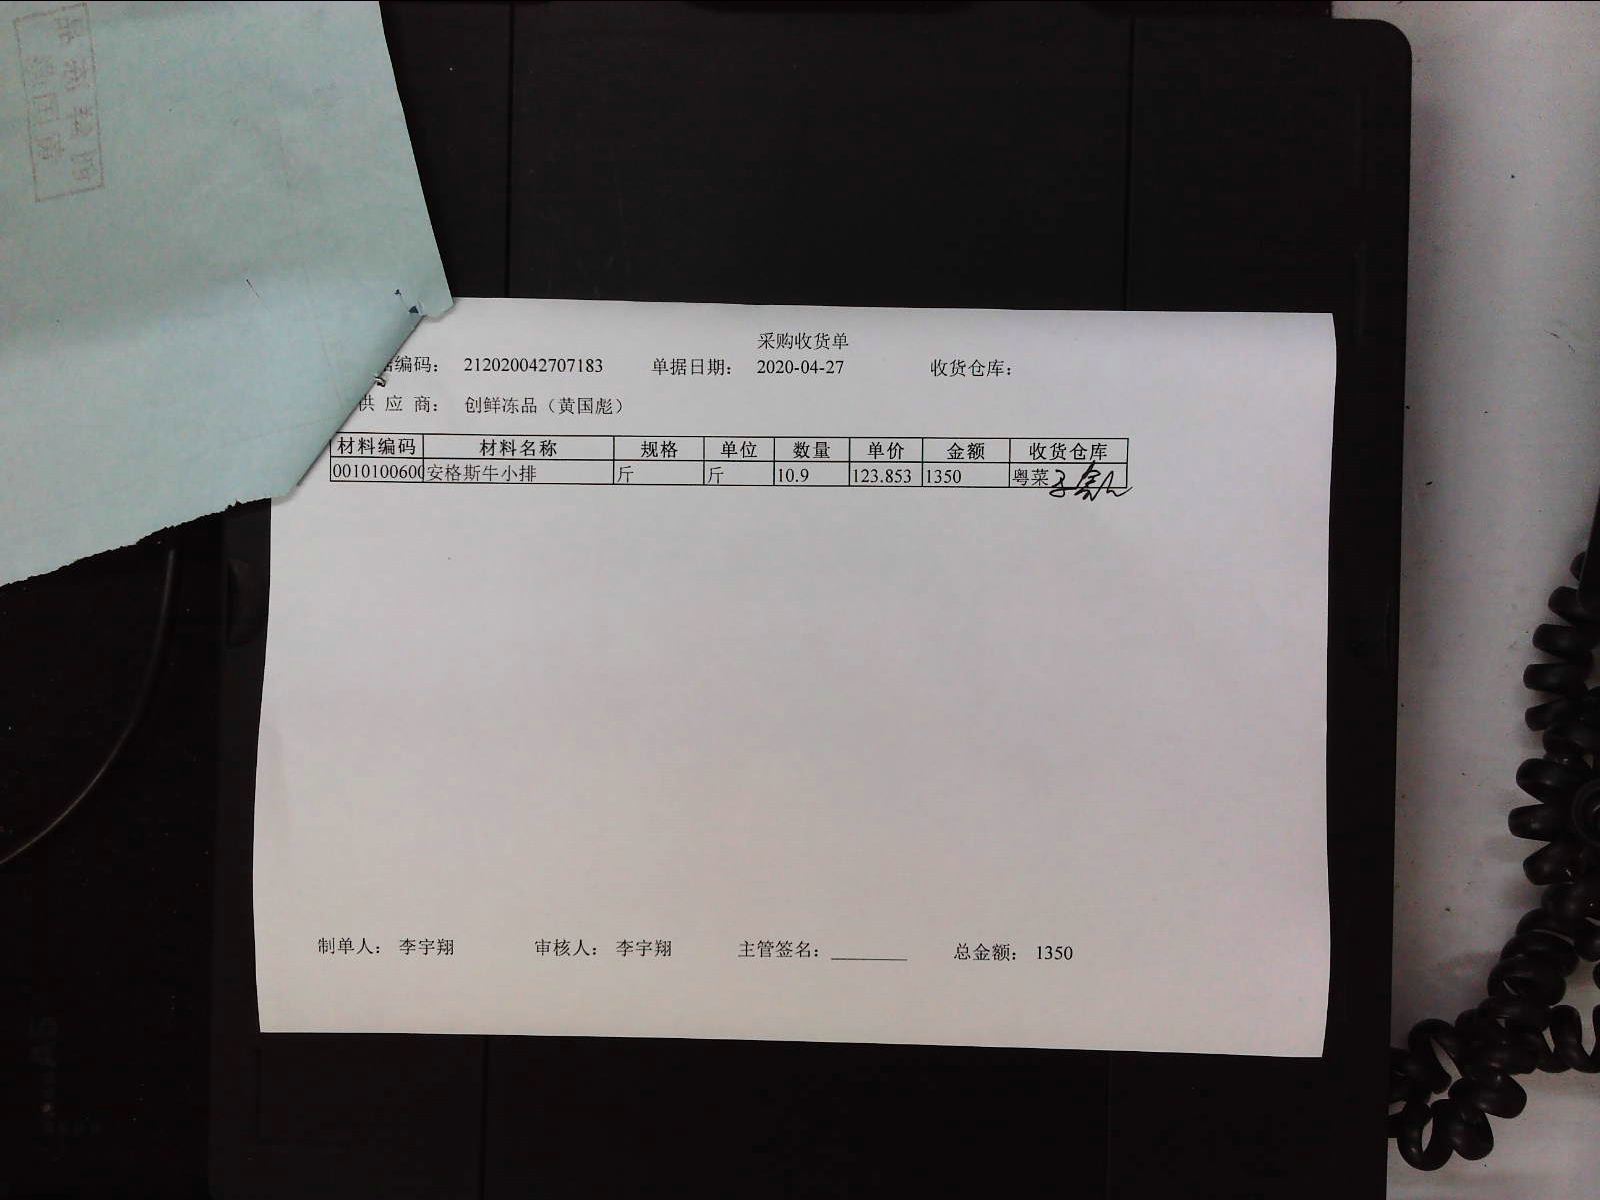 采购收货单
编码： 212020042707183 单据日期： 2020-04-27 收货仓库：
供 应 商： 创鲜冻品（黄国彪）
材料编码 材料名称 规格 单位 数量 单价 金额 收货仓库
0010100600 安格斯牛小排 斤 斤 10.9 123.853 1350 粤菜
制单人： 李宇翔 审核人： 李宇翔 主管签名： 总金额： 1350